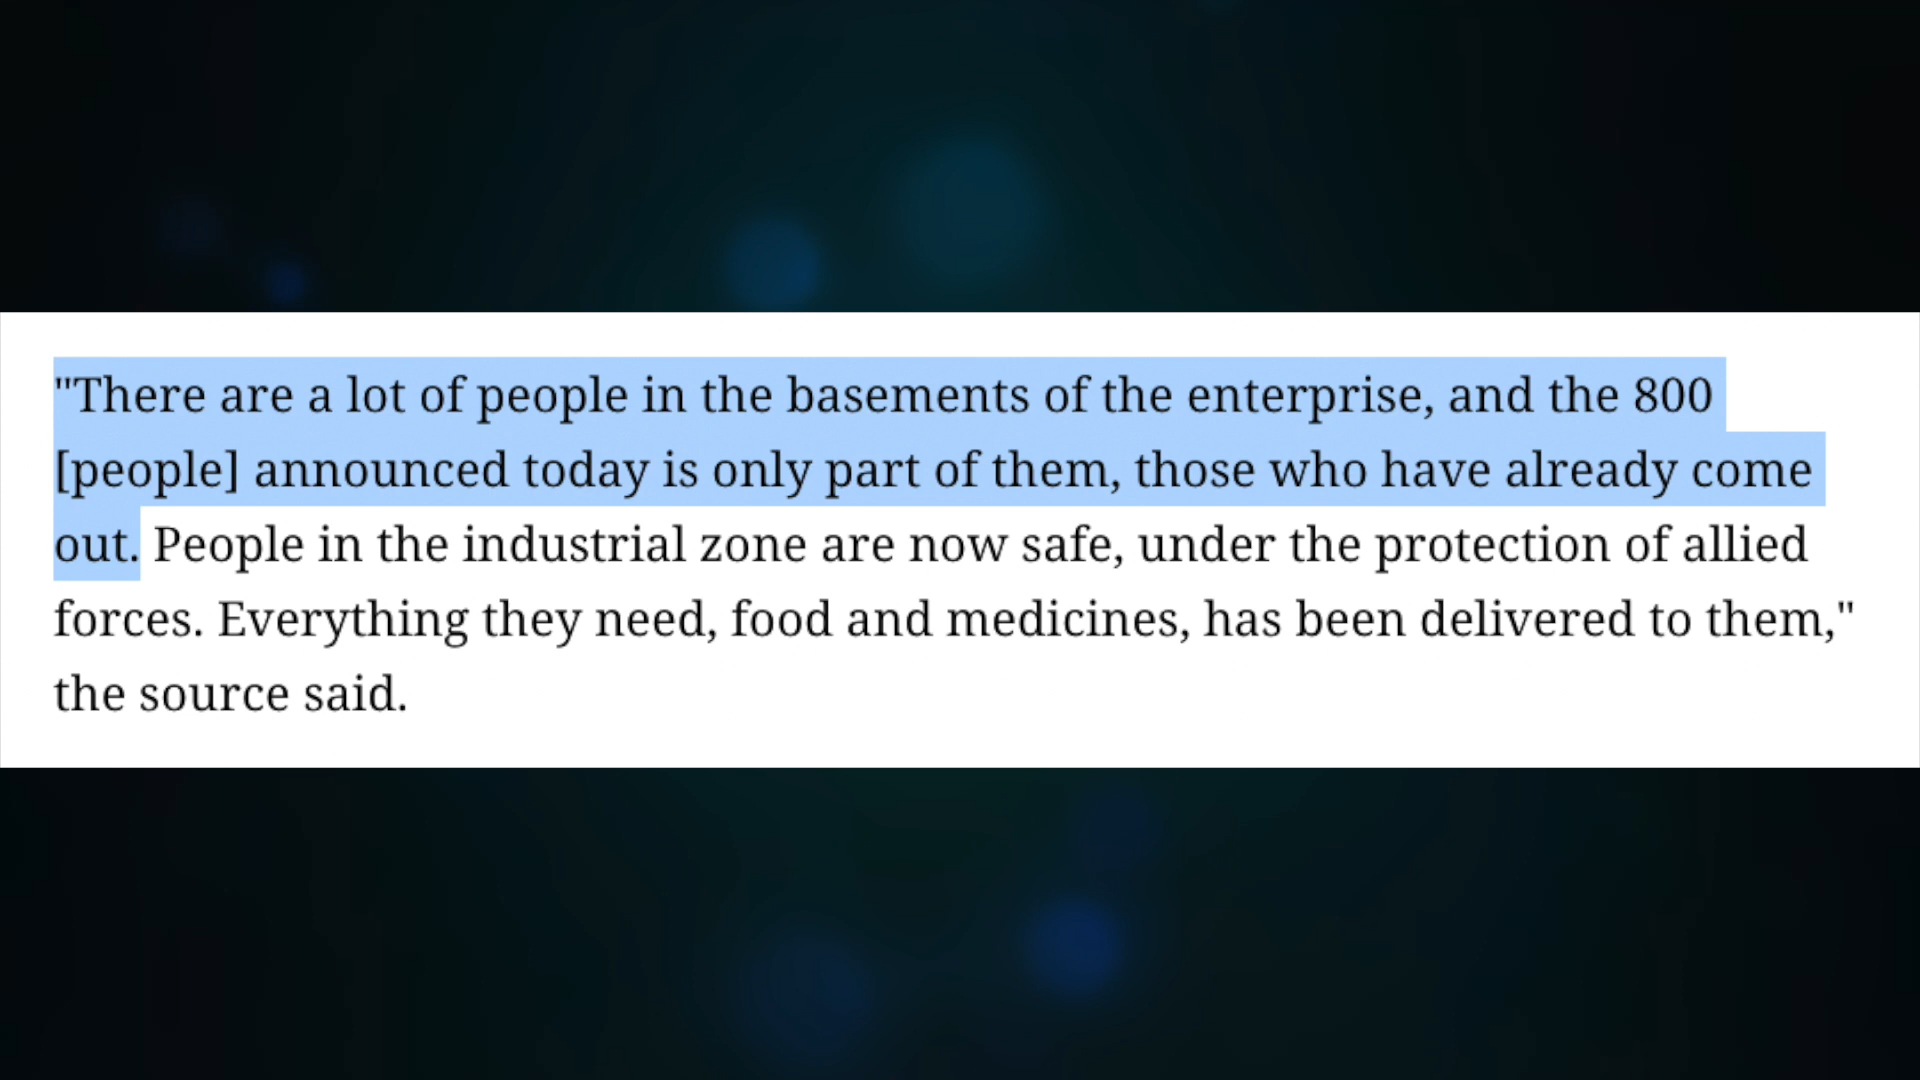 "There are a lot of people in the basements of the enterprise, and the 800
[people] announced today is only part of them, those who have already come
out. People in the industrial zone are now safe, under the protection of allied
forces. Everything they need, food and medicines, has been delivered to them,"
the source said.